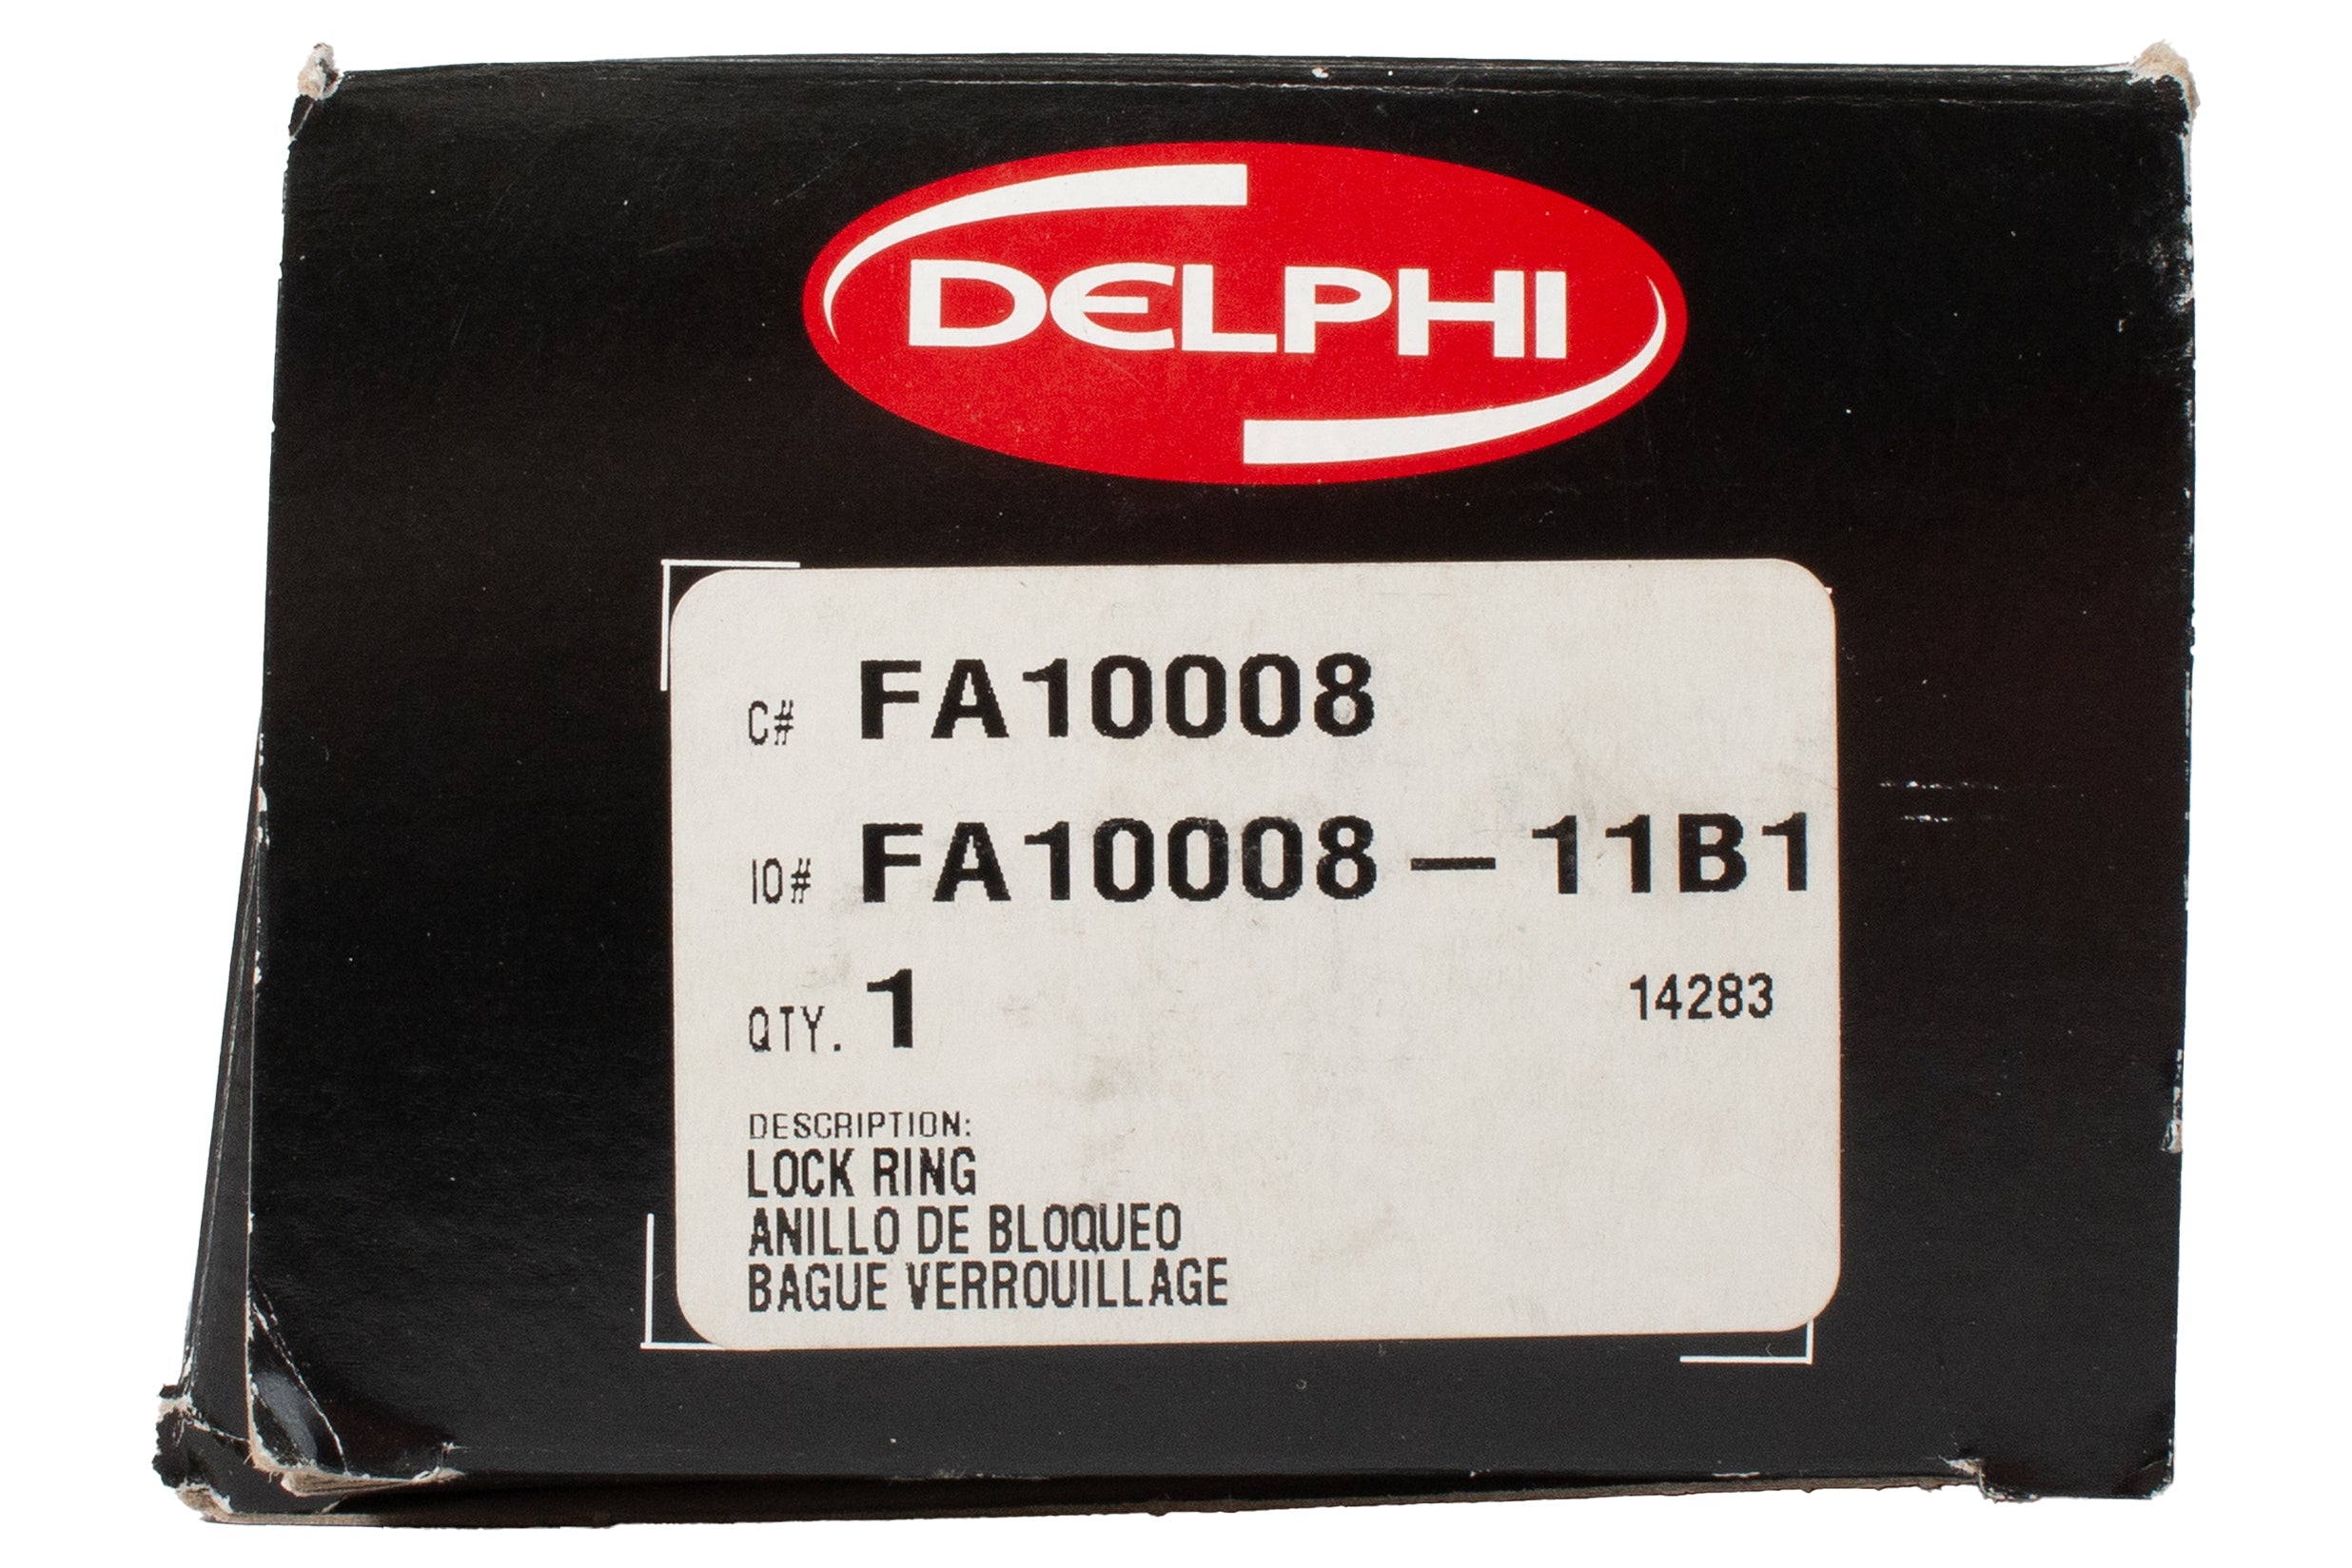 DELPHI
C# FA10008
IO# FA10008-11B1
QTY. 1 14283
DESCRIPTION:
LOCK RING
ANILLO DE BLOQUEO
BAGUE VERROUILLAGE